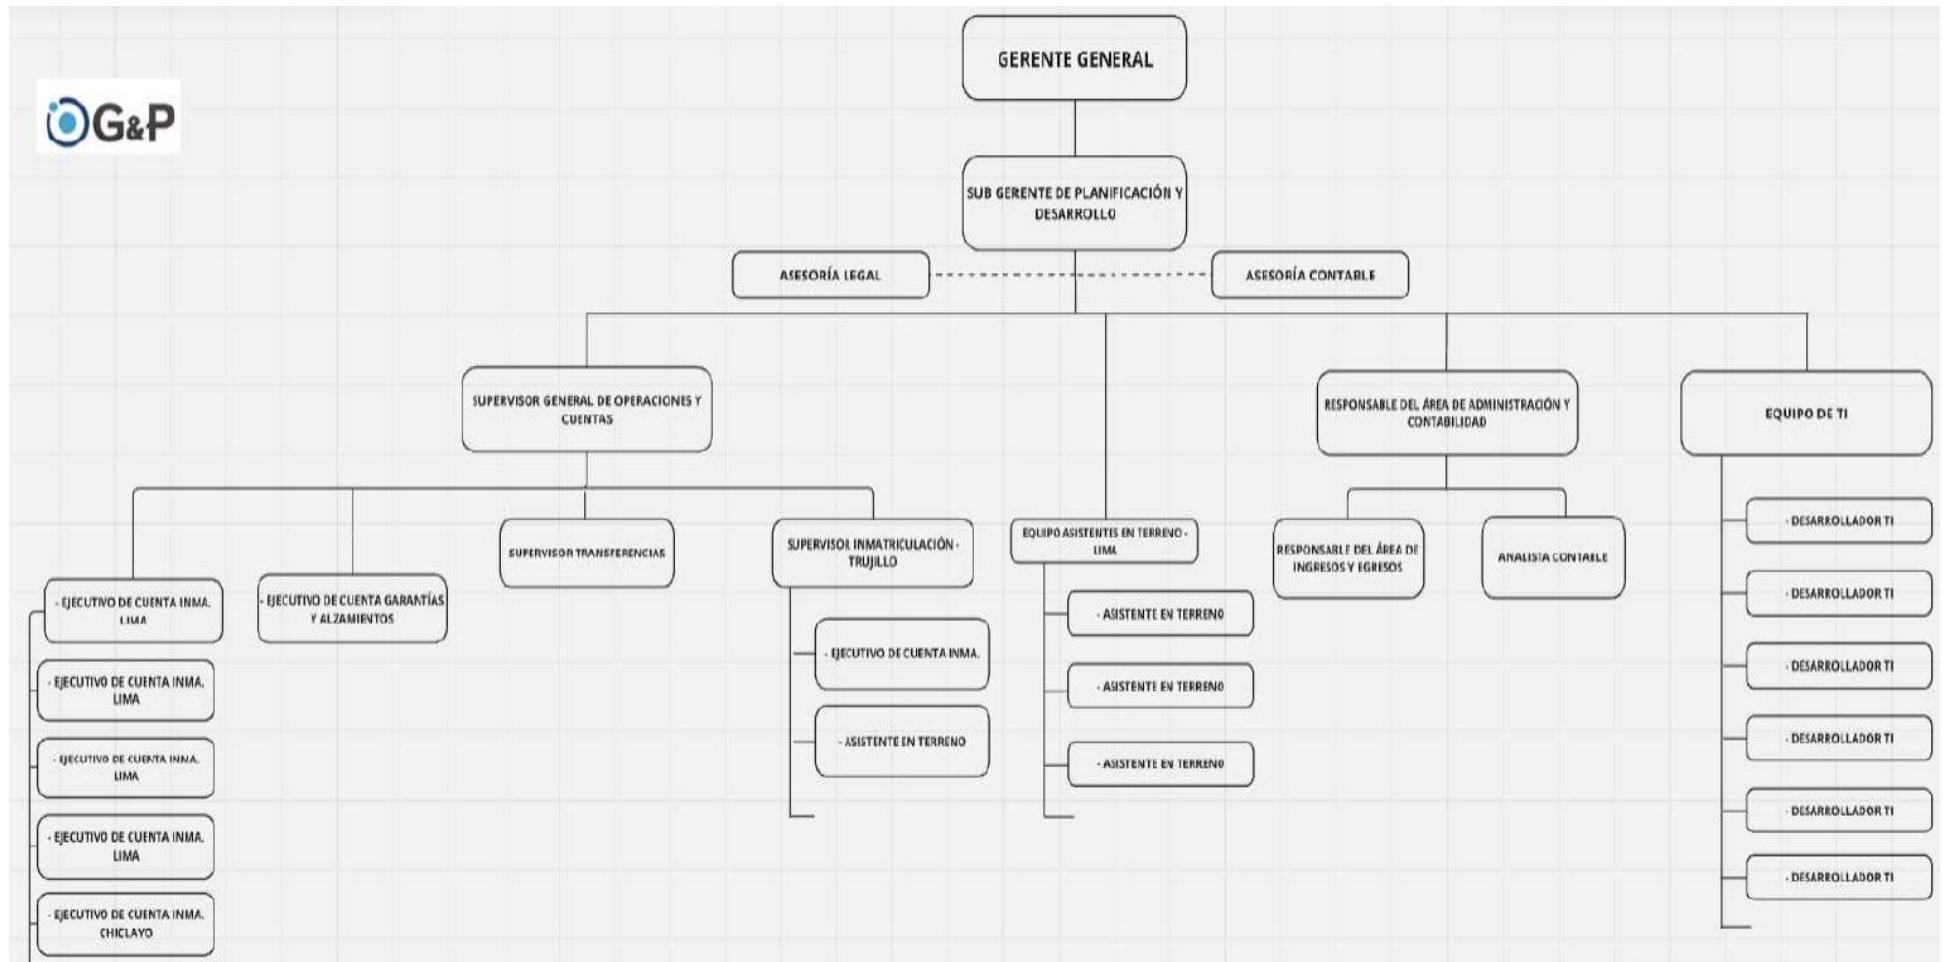 G&P
GERENTE GENERAL
SUB GERENTE DE PLANIFICACIÓN Y
DESARROLLO
ASESORÍA LEGAL
ASESORÍA CONTABLE
SUPERVISOR GENERAL DE OPERACIONES Y
CUENTAS
RESPONSABLE DEL ÁREA DE ADMINISTRACIÓN Y
CONTABILIDAD
EQUIPO DE TI
- EJECUTIVO DE CUENTA INMA.
LIMA
- EJECUTIVO DE CUENTA INMA.
LIMA
- EJECUTIVO DE CUENTA INMA.
LIMA
- EJECUTIVO DE CUENTA INMA.
LIMA
- EJECUTIVO DE CUENTA INMA.
CHICLAYO
- EJECUTIVO DE CUENTA GARANTÍAS
Y ALZAMIENTOS
SUPERVISOR TRANSFERENCIAS
SUPERVISOR INMATRICULACIÓN -
TRUJILLO
- EJECUTIVO DE CUENTA INMA.
- ASISTENTE EN TERRENO
EQUIPO ASISTENTES EN TERRENO -
LIMA
- ASISTENTE EN TERRENO
- ASISTENTE EN TERRENO
- ASISTENTE EN TERRENO
RESPONSABLE DEL ÁREA DE
INGRESOS Y EGRESOS
ANALISTA CONTABLE
- DESARROLLADOR TI
- DESARROLLADOR TI
- DESARROLLADOR TI
- DESARROLLADOR TI
- DESARROLLADOR TI
- DESARROLLADOR TI